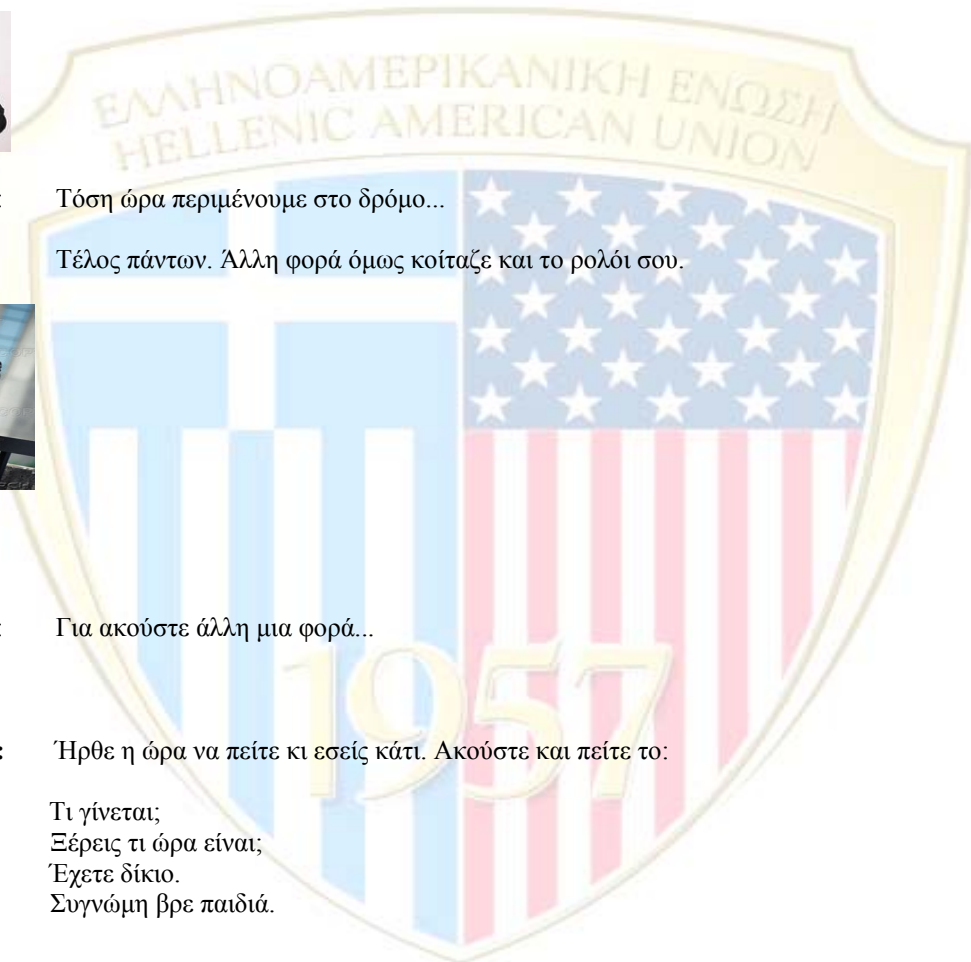 ΕΛΛΗΝΟΑΜΕΡΙΚΑΝΙΚΗ ΕΝΩΣΗ
HELLENIC AMERICAN UNION
: Τόση ώρα περιμένουμε στο δρόμο...
Τέλος πάντων. Άλλη φορά όμως κοίταζε και το ρολόι σου.
: Για ακούστε άλλη μια φορά...
1957
: Ήρθε η ώρα να πείτε κι εσείς κάτι. Ακούστε και πείτε το:
Τι γίνεται;
Ξέρεις τι ώρα είναι;
Έχετε δίκιο.
Συγνώμη βρε παιδιά.